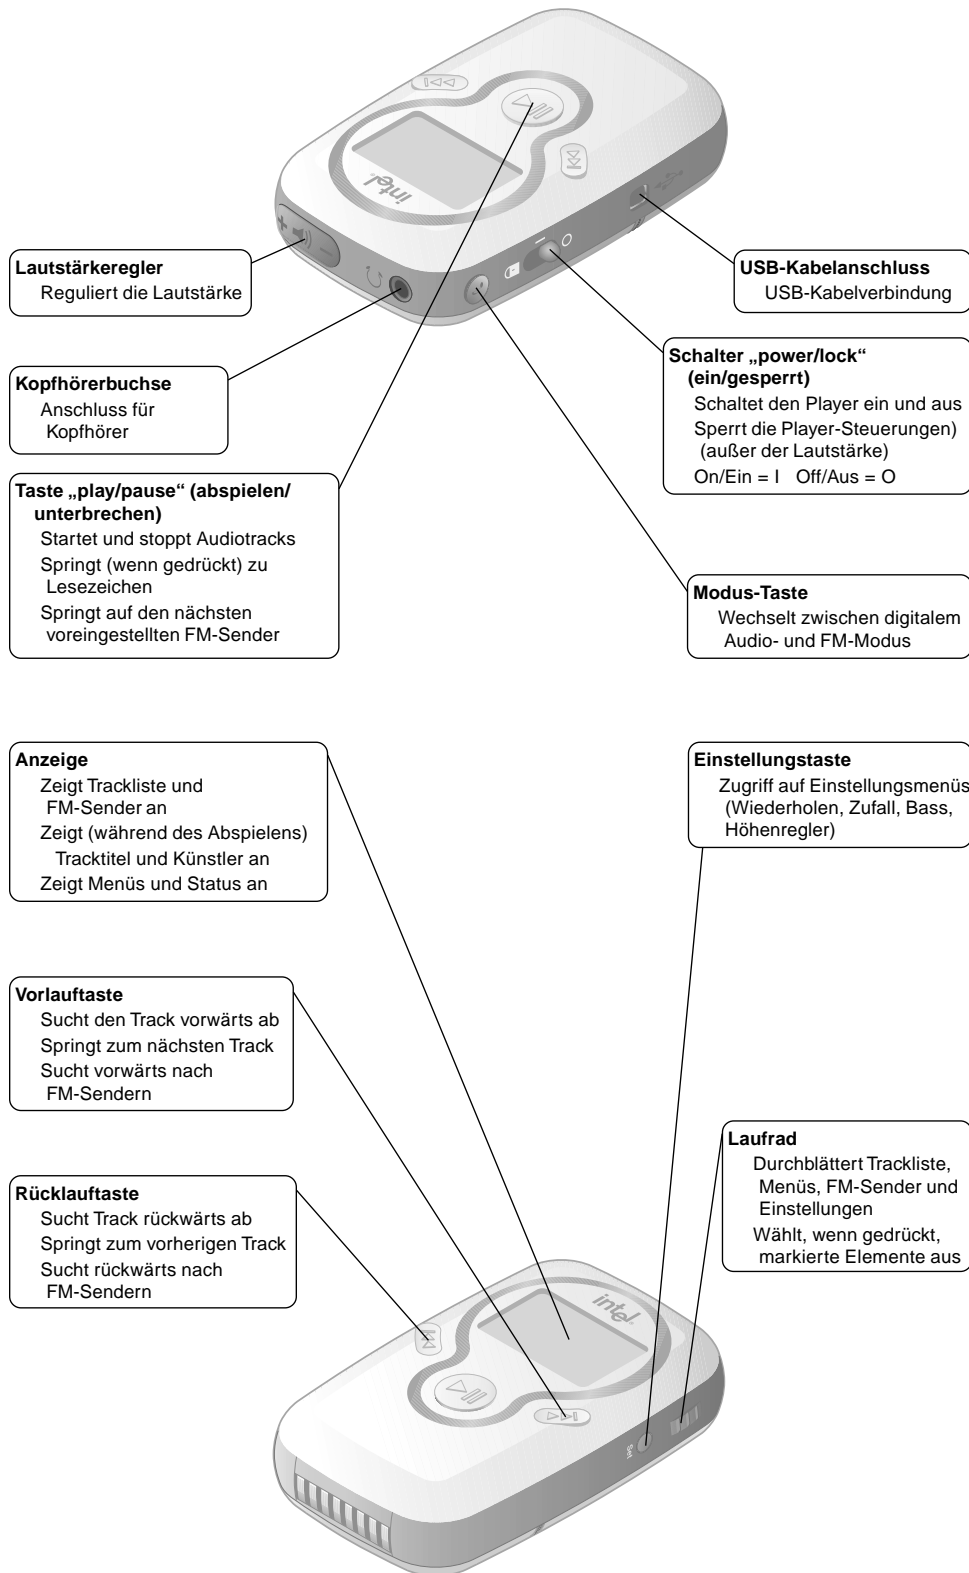 intel®
Lautstärkeregler
Reguliert die Lautstärke
USB-Kabelanschluss
USB-Kabelverbindung
Kopfhörerbuchse
Anschluss für
Kopfhörer
Schalter „power/lock“
(ein/gesperrt)
Schaltet den Player ein und aus
Sperrt die Player-Steuerungen)
(außer der Lautstärke)
On/Ein = I Off/Aus = O
Taste „play/pause“ (abspielen/
unterbrechen)
Startet und stoppt Audiotracks
Springt (wenn gedrückt) zu
Lesezeichen
Springt auf den nächsten
voreingestellten FM-Sender
Modus-Taste
Wechselt zwischen digitalem
Audio- und FM-Modus
Anzeige
Zeigt Trackliste und
FM-Sender an
Zeigt (während des Abspielens)
Tracktitel und Künstler an
Zeigt Menüs und Status an
Einstellungstaste
Zugriff auf Einstellungsmenüs
(Wiederholen, Zufall, Bass,
Höhenregler)
Vorlauftaste
Sucht den Track vorwärts ab
Springt zum nächsten Track
Sucht vorwärts nach
FM-Sendern
Laufrad
Durchblättert Trackliste,
Menüs, FM-Sender und
Einstellungen
Wählt, wenn gedrückt,
markierte Elemente aus
Rücklauftaste
Sucht Track rückwärts ab
Springt zum vorherigen Track
Sucht rückwärts nach
FM-Sendern
intel®
Set